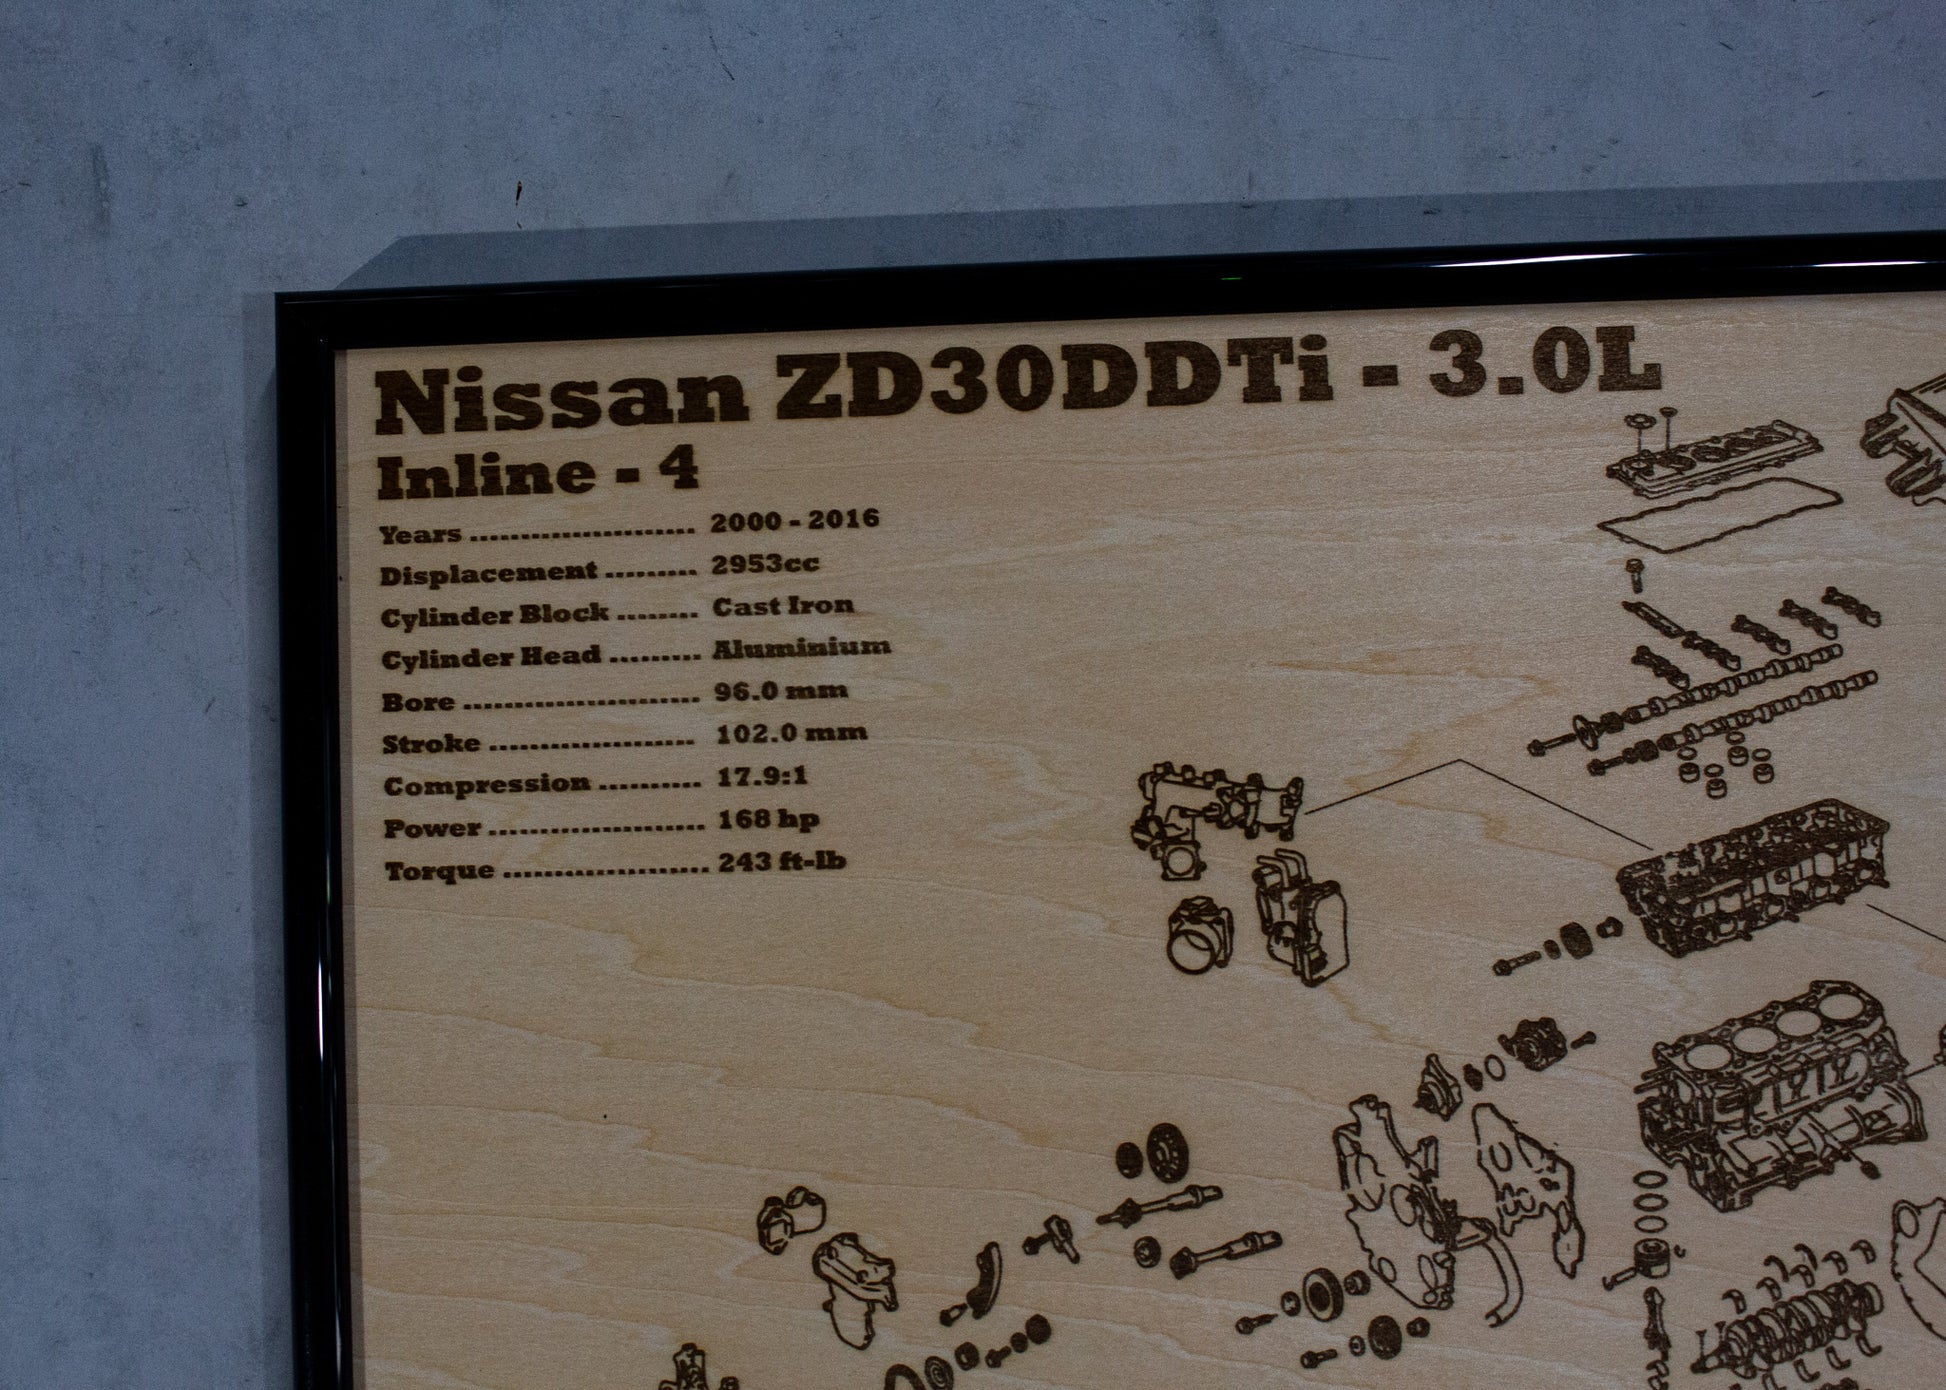 Nissan ZD30DDTi - 3.0L
Inline - 4
Years ...................... 2000 - 2016
Displacement ......... 2953cc
Cylinder Block ........ Cast Iron
Cylinder Head ......... Aluminium
Bore ....................... 96.0 mm
Stroke .................... 102.0 mm
Compression .......... 17.9:1
Power ..................... 168 hp
Torque .................... 243 ft-lb